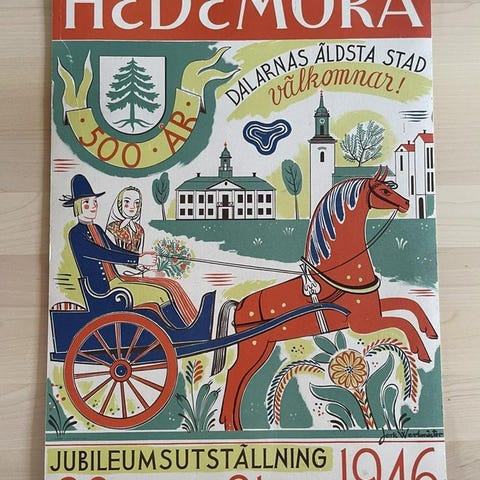 HEDEMORA
500 ÅR
DALARNAS ÄLDSTA STAD
välkomnar!
JUBILEUMSUTSTÄLLNING
1946